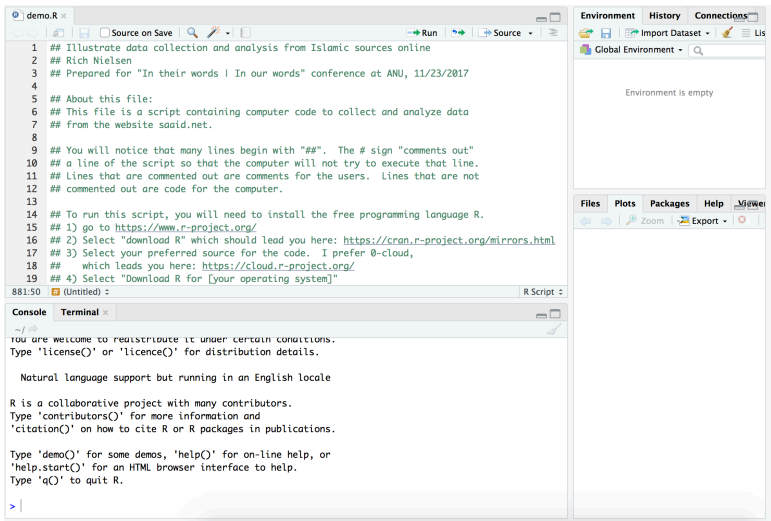 demo.R
Source on Save
Run
Source
1 ## Illustrate data collection and analysis from Islamic sources online
2 ## Rich Nielsen
3 ## Prepared for "In their words | In our words" conference at ANU, 11/23/2017
4
5 ## About this file:
6 ## This file is a script containing computer code to collect and analyze data
7 ## from the website saaid.net.
8
9 ## You will notice that many lines begin with "##".  The # sign "comments out"
10 ## a line of the script so that the computer will not try to execute that line.
11 ## Lines that are commented out are comments for the users.  Lines that are not
12 ## commented out are code for the computer.
13
14 ## To run this script, you will need to install the free programming language R.
15 ## 1) go to https://www.r-project.org/
16 ## 2) Select "download R" which should lead you here: https://cran.r-project.org/mirrors.html
17 ## 3) Select your preferred source for the code.  I prefer 0-cloud,
18 ##    which leads you here: https://cloud.r-project.org/
19 ## 4) Select "Download R for [your operating system]"
881:50 # (Untitled) R Script
Console Terminal
~/
You are welcome to redistribute it under certain conditions.
Type 'license()' or 'licence()' for distribution details.
Natural language support but running in an English locale
R is a collaborative project with many contributors.
Type 'contributors()' for more information and
'citation()' on how to cite R or R packages in publications.
Type 'demo()' for some demos, 'help()' for on-line help, or
'help.start()' for an HTML browser interface to help.
Type 'q()' to quit R.
>
Environment History Connections
Import Dataset Lis
Global Environment
Environment is empty
Files Plots Packages Help Viewer
Zoom Export